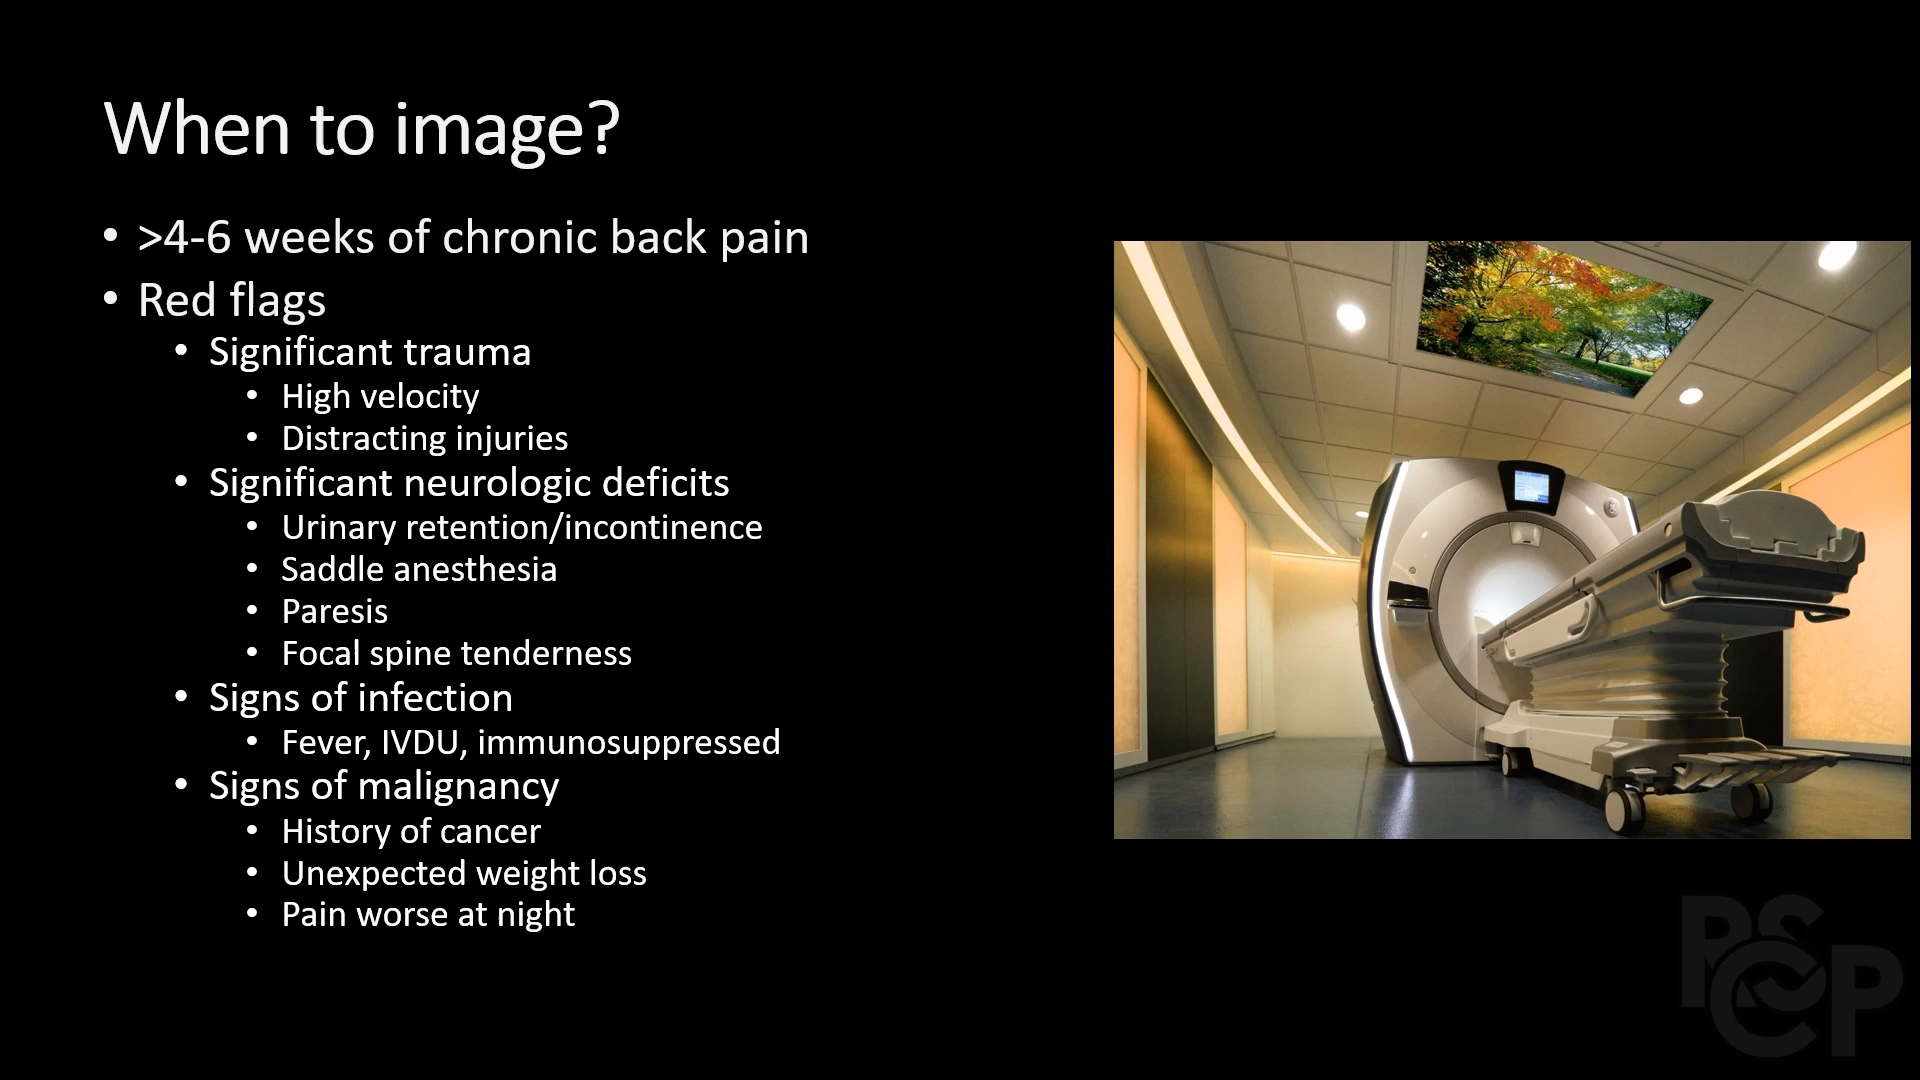 When to image?
• >4-6 weeks of chronic back pain
• Red flags
• Significant trauma
• High velocity
• Distracting injuries
• Significant neurologic deficits
• Urinary retention/incontinence
• Saddle anesthesia
• Paresis
• Focal spine tenderness
• Signs of infection
• Fever, IVDU, immunosuppressed
• Signs of malignancy
• History of cancer
• Unexpected weight loss
• Pain worse at night
PSCP